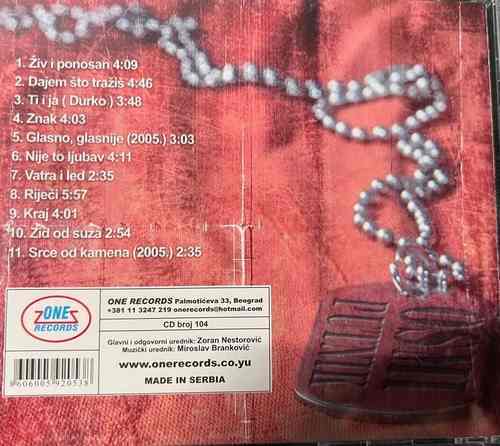 1. Živ i ponosan 4:09
2. Dajem što tražiš 4:46
3. Ti i ja ( Durko ) 3:48
4. Znak 4:03
5. Glasno, glasnije (2005.) 3:03
6. Nije to ljubav 4:11
7. Vatra i led 2:35
8. Riječi 5:57
9. Kraj 4:01
10. Zid od suza 2:54
11. Srce od kamena (2005.) 2:35
ONE
RECORDS
ONE RECORDS Palmotićeva 33, Beograd
+381 11 3247 219 onerecords@hotmail.com
CD broj 104
Glavni i odgovorni urednik: Zoran Nestorović
Muzički urednik: Miroslav Branković
www.onerecords.co.yu
MADE IN SERBIA
8606005920538